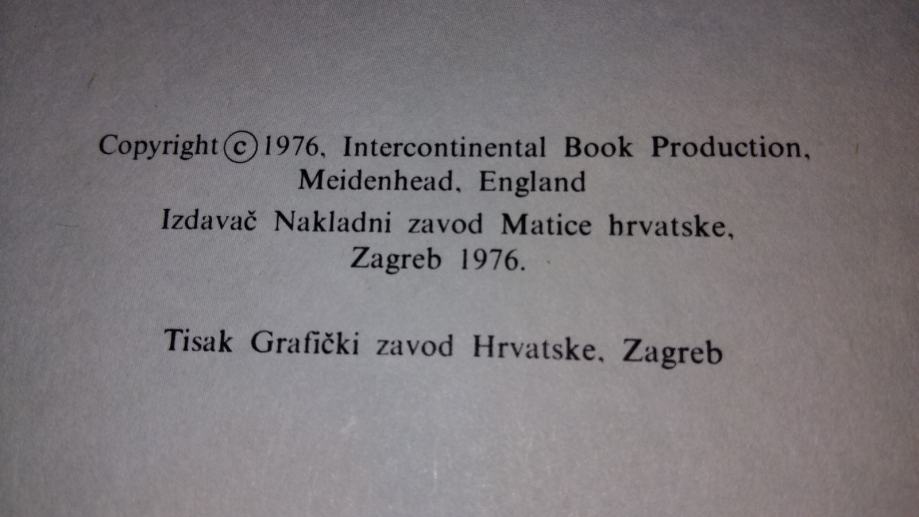 Copyright © 1976, Intercontinental Book Production,
Meidenhead, England
Izdavač Nakladni zavod Matice hrvatske,
Zagreb 1976.
Tisak Grafički zavod Hrvatske, Zagreb